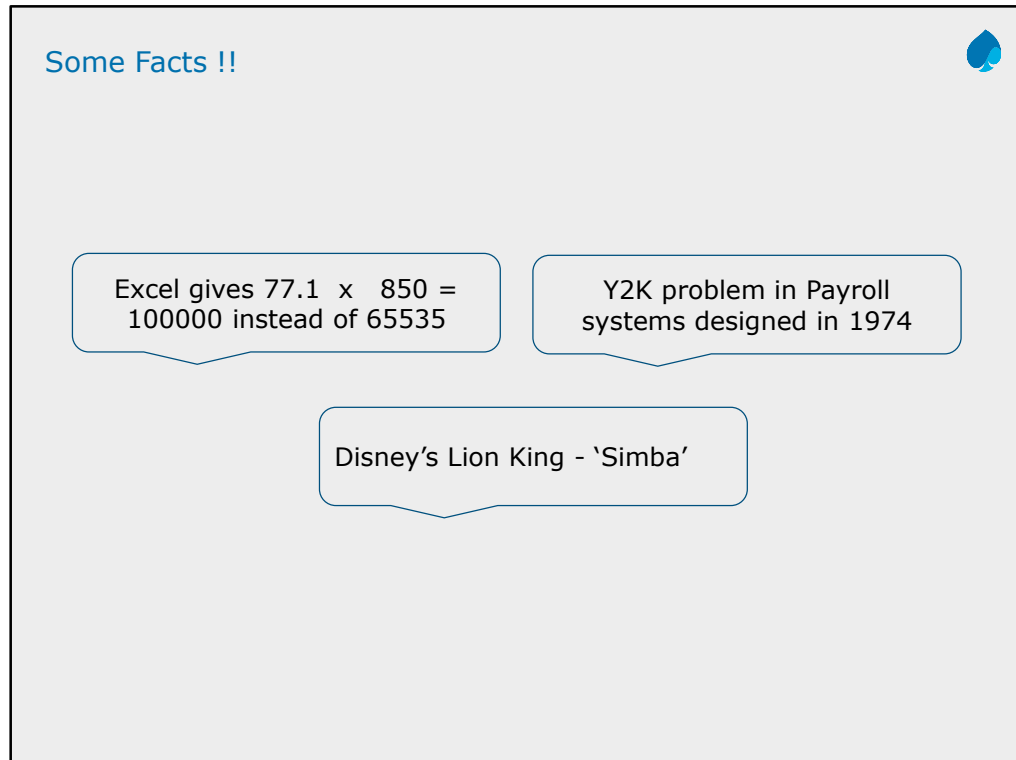 Some Facts !!
Excel gives 77.1 x 850 =
100000 instead of 65535
Y2K problem in Payroll
systems designed in 1974
Disney’s Lion King - ‘Simba’